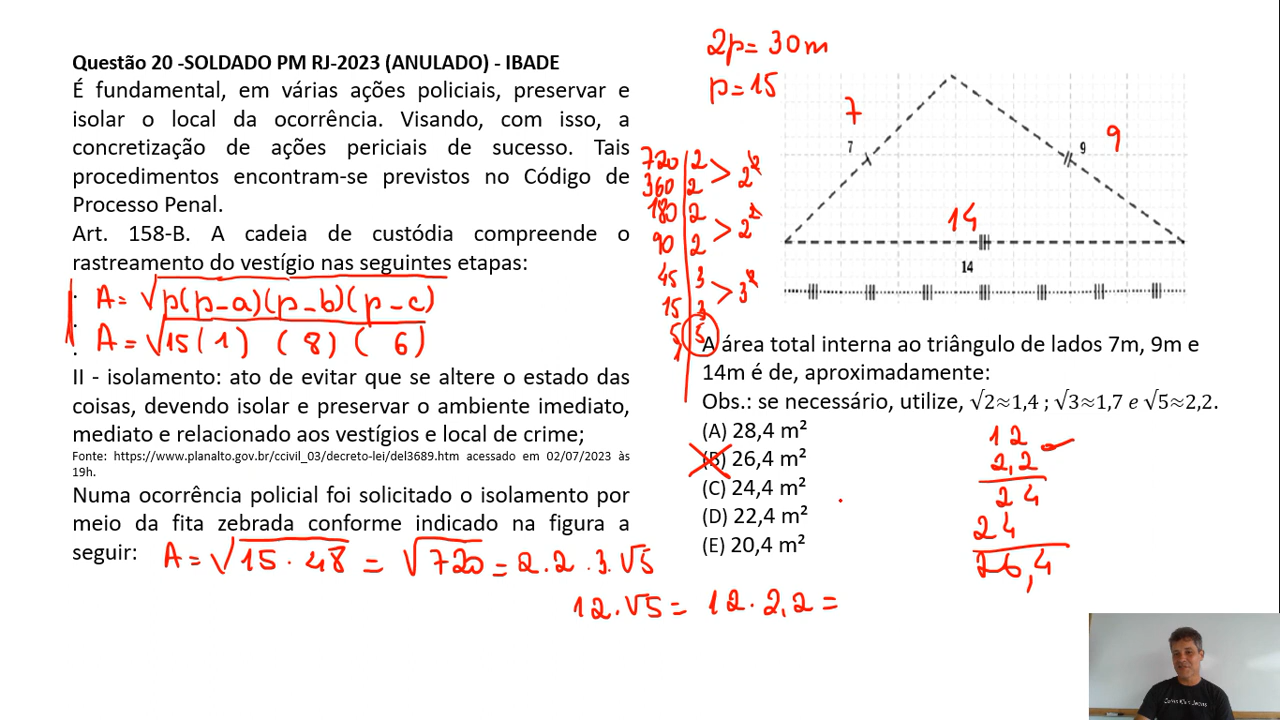 Questão 20 -SOLDADO PM RJ-2023 (ANULADO) - IBADE
É fundamental, em várias ações policiais, preservar e
isolar o local da ocorrência. Visando, com isso, a
concretização de ações periciais de sucesso. Tais
procedimentos encontram-se previstos no Código de
Processo Penal.
Art. 158-B. A cadeia de custódia compreende o
rastreamento do vestígio nas seguintes etapas:
A = √p(p-a)(p-b)(p-c)
A = √15(1) (8) (6)
II - isolamento: ato de evitar que se altere o estado das
coisas, devendo isolar e preservar o ambiente imediato,
mediato e relacionado aos vestígios e local de crime;
Fonte: https://www.planalto.gov.br/ccivil_03/decreto-lei/del3689.htm acessado em 02/07/2023 às
19h.
Numa ocorrência policial foi solicitado o isolamento por
meio da fita zebrada conforme indicado na figura a
seguir:
A = √15 . 48 = √720 = 2.2.3.√5
12.√5 = 12.2,2 =
2p = 30m
p = 15
7
7
9
9
14
14
720 2 > 2²
360 2
180 2 > 2²
90 2
45 3 > 3²
15 3
5 5
1
A área total interna ao triângulo de lados 7m, 9m e
14m é de, aproximadamente:
Obs.: se necessário, utilize, √2≈1,4 ; √3≈1,7 e √5≈2,2.
(A) 28,4 m²
(B) 26,4 m²
(C) 24,4 m²
(D) 22,4 m²
(E) 20,4 m²
12
2,2
24
24
26,4